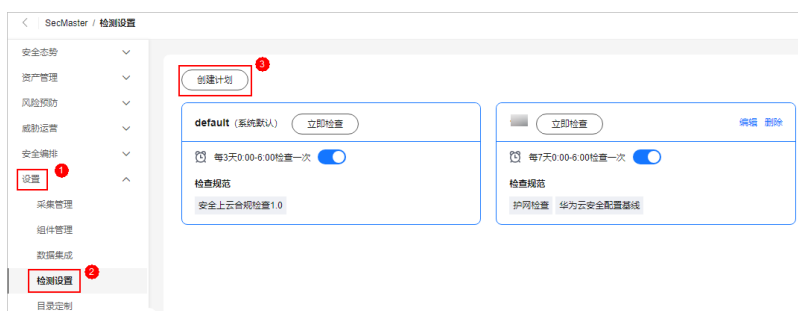 SecMaster / 检测设置
安全态势
资产管理
风险预防
威胁运营
安全编排
设置 1
采集管理
组件管理
数据集成
检测设置 2
目录定制
3
创建计划
default（系统默认） 立即检查
每3天0:00-6:00检查一次
检查规范
安全上云合规检查1.0
立即检查 编辑 删除
每7天0:00-6:00检查一次
检查规范
护网检查 华为云安全配置基线